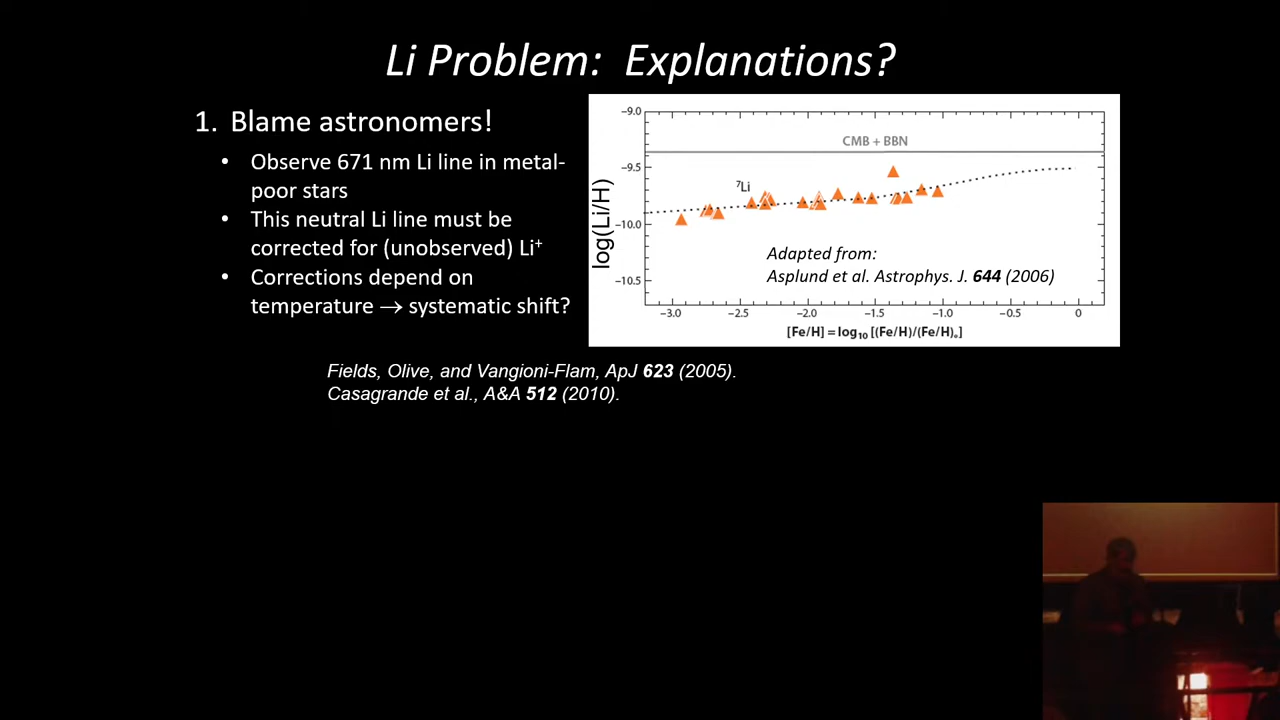 Li Problem: Explanations?
1. Blame astronomers!
• Observe 671 nm Li line in metal-
poor stars
• This neutral Li line must be
corrected for (unobserved) Li⁺
• Corrections depend on
temperature → systematic shift?
−9.0
−9.5
−10.0
−10.5
log(Li/H)
CMB + BBN
⁷Li
Adapted from:
Asplund et al. Astrophys. J. 644 (2006)
−3.0 −2.5 −2.0 −1.5 −1.0 −0.5 0
[Fe/H] = log₁₀ [(Fe/H)/(Fe/H)ₒ]
Fields, Olive, and Vangioni-Flam, ApJ 623 (2005).
Casagrande et al., A&A 512 (2010).